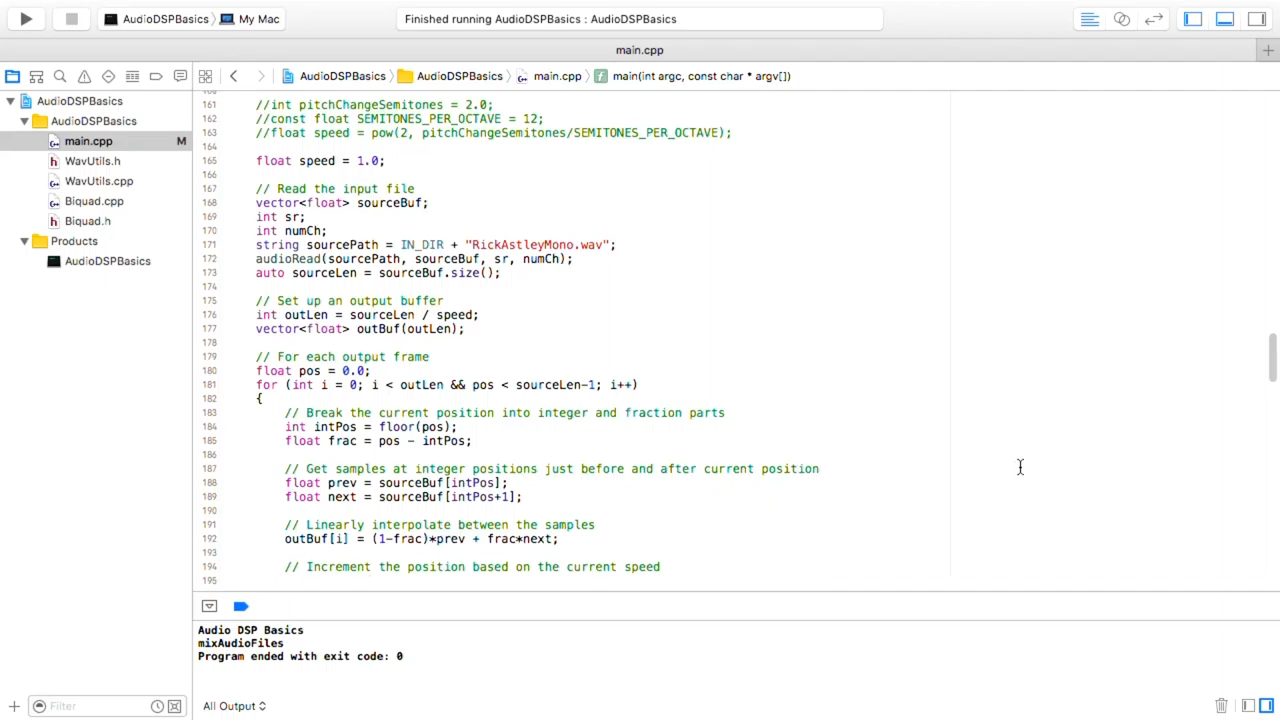 AudioDSPBasics
My Mac
Finished running AudioDSPBasics : AudioDSPBasics
main.cpp
AudioDSPBasics
AudioDSPBasics
main.cpp
main(int argc, const char * argv[])
AudioDSPBasics
AudioDSPBasics
main.cpp M
WavUtils.h
WavUtils.cpp
Biquad.cpp
Biquad.h
Products
AudioDSPBasics
161 //int pitchChangeSemitones = 2.0;
162 //const float SEMITONES_PER_OCTAVE = 12;
163 //float speed = pow(2, pitchChangeSemitones/SEMITONES_PER_OCTAVE);
164
165 float speed = 1.0;
166
167 // Read the input file
168 vector<float> sourceBuf;
169 int sr;
170 int numCh;
171 string sourcePath = IN_DIR + "RickAstleyMono.wav";
172 audioRead(sourcePath, sourceBuf, sr, numCh);
173 auto sourceLen = sourceBuf.size();
174
175 // Set up an output buffer
176 int outLen = sourceLen / speed;
177 vector<float> outBuf(outLen);
178
179 // For each output frame
180 float pos = 0.0;
181 for (int i = 0; i < outLen && pos < sourceLen-1; i++)
182 {
183 // Break the current position into integer and fraction parts
184 int intPos = floor(pos);
185 float frac = pos - intPos;
186
187 // Get samples at integer positions just before and after current position
188 float prev = sourceBuf[intPos];
189 float next = sourceBuf[intPos+1];
190
191 // Linearly interpolate between the samples
192 outBuf[i] = (1-frac)*prev + frac*next;
193
194 // Increment the position based on the current speed
195
Audio DSP Basics
mixAudioFiles
Program ended with exit code: 0
Filter
All Output